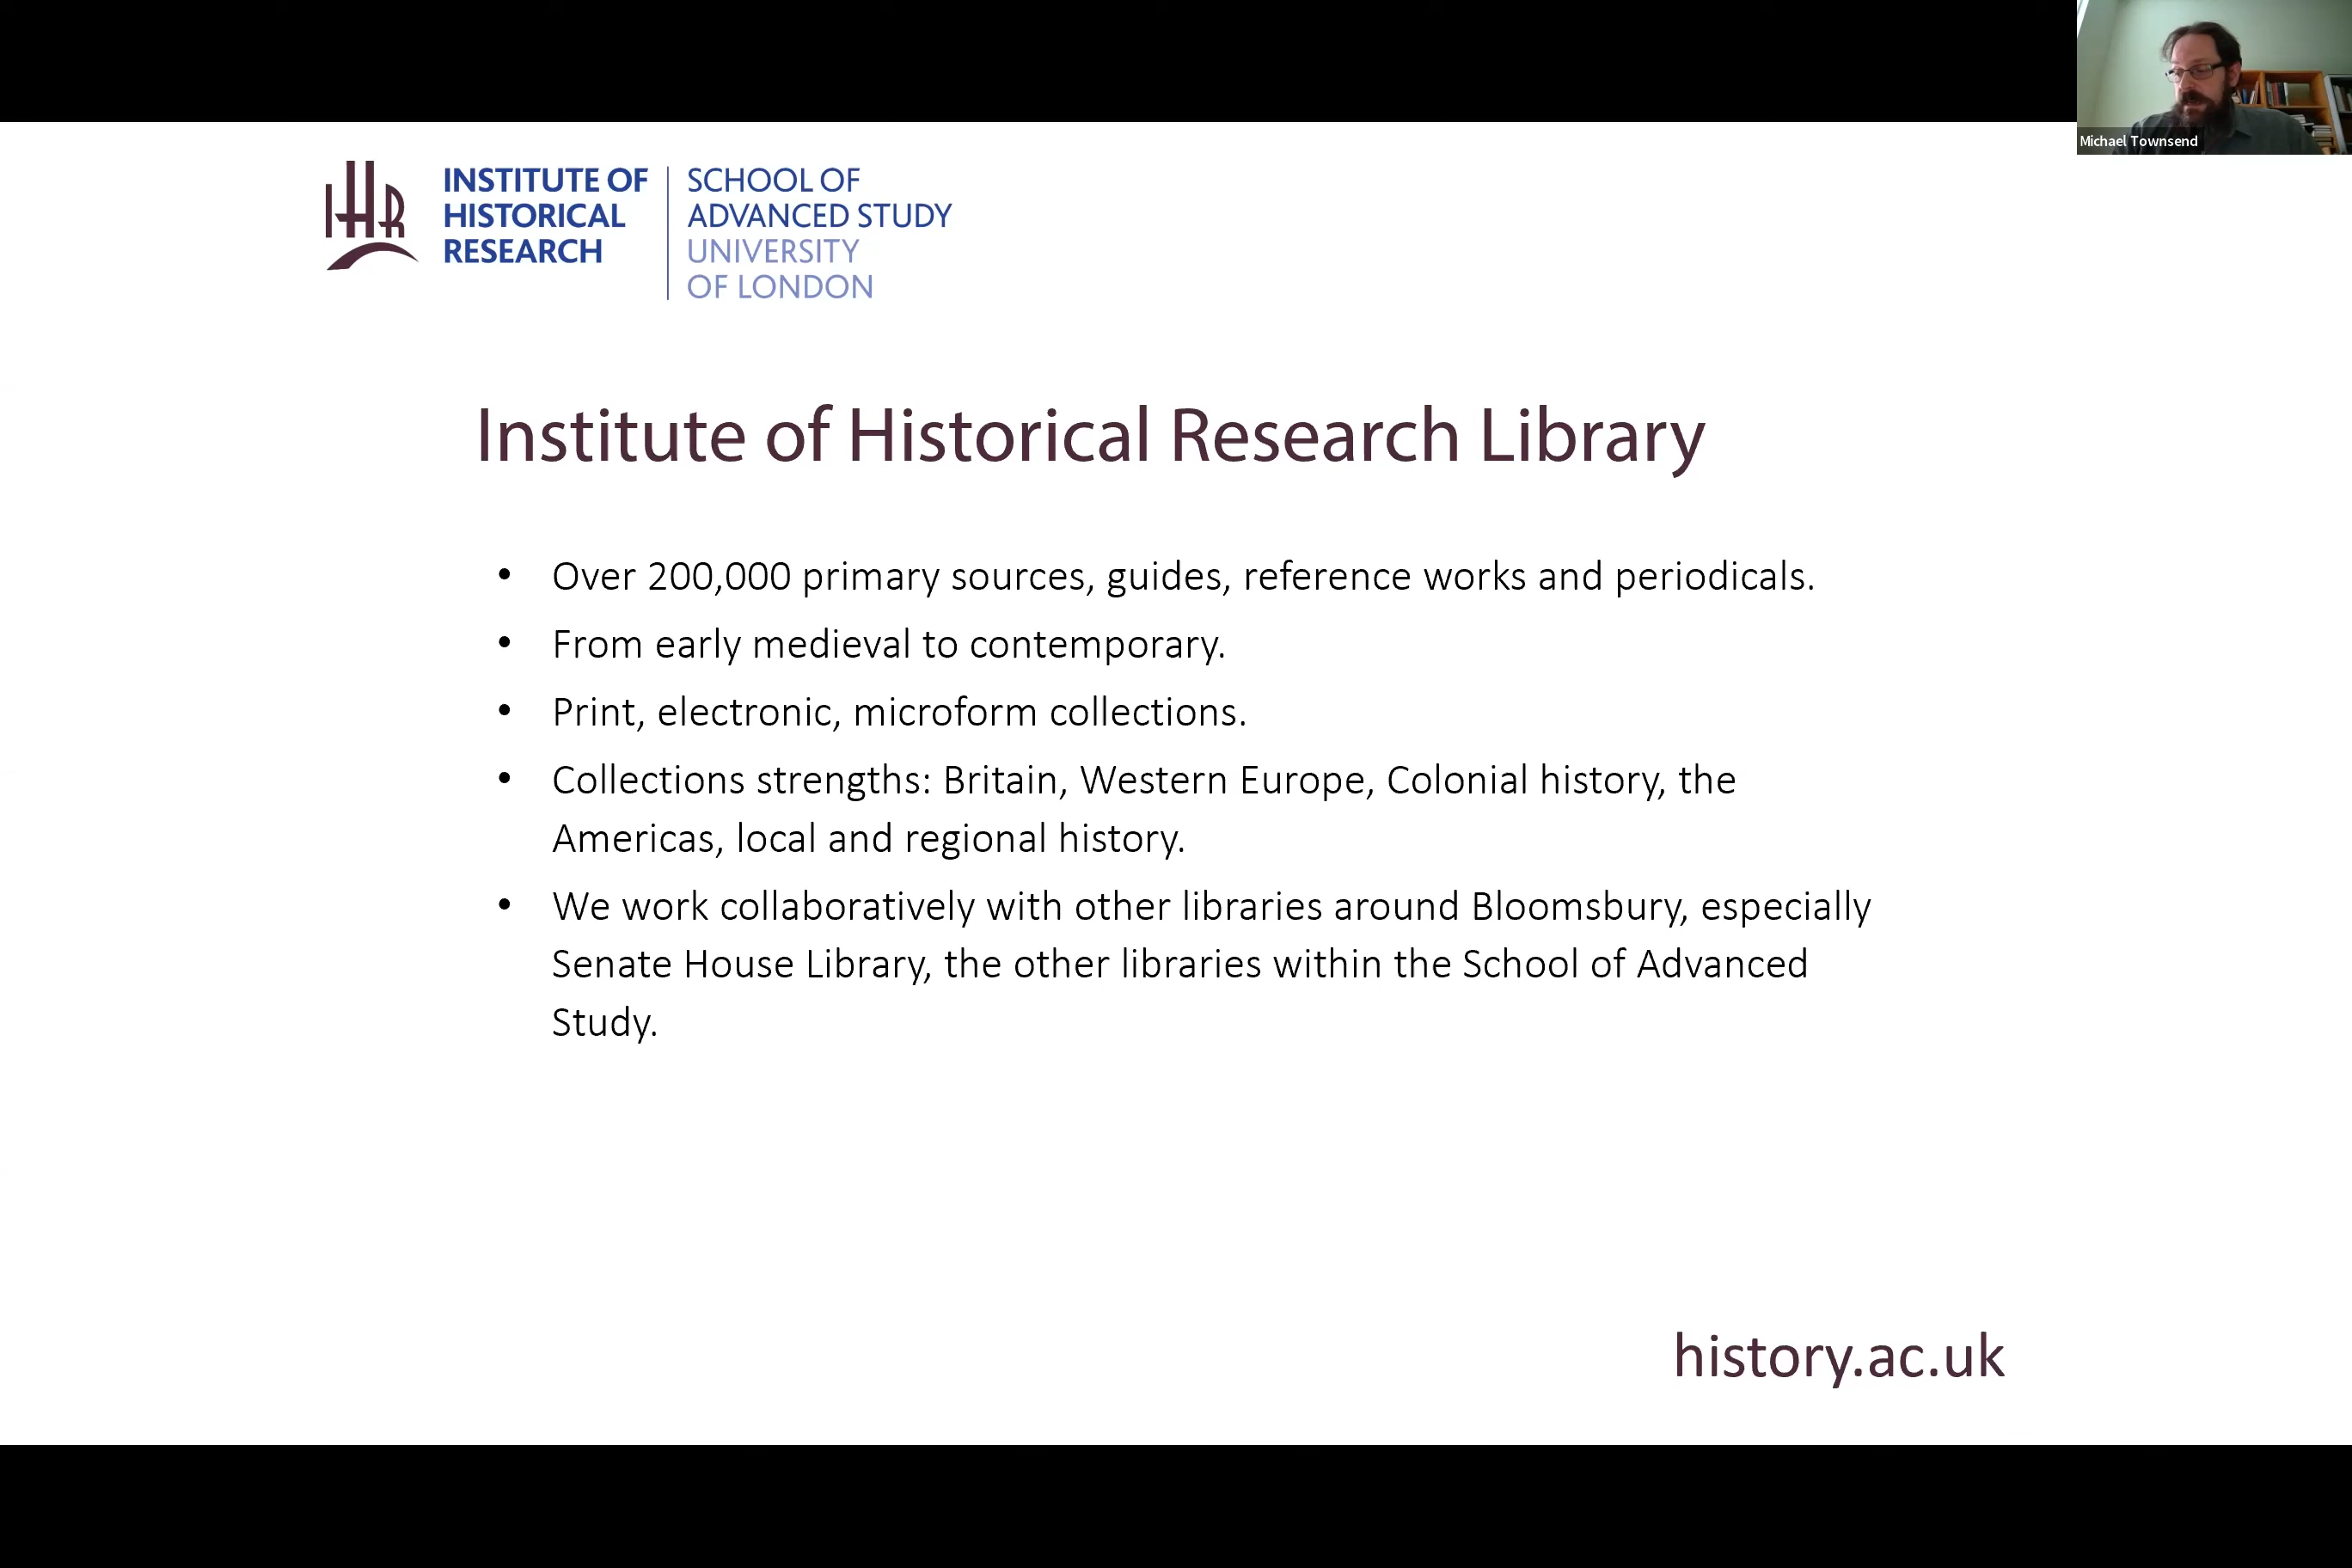 Michael Townsend
IHR
INSTITUTE OF
HISTORICAL
RESEARCH
SCHOOL OF
ADVANCED STUDY
UNIVERSITY
OF LONDON
Institute of Historical Research Library
• Over 200,000 primary sources, guides, reference works and periodicals.
• From early medieval to contemporary.
• Print, electronic, microform collections.
• Collections strengths: Britain, Western Europe, Colonial history, the
Americas, local and regional history.
• We work collaboratively with other libraries around Bloomsbury, especially
Senate House Library, the other libraries within the School of Advanced
Study.
history.ac.uk